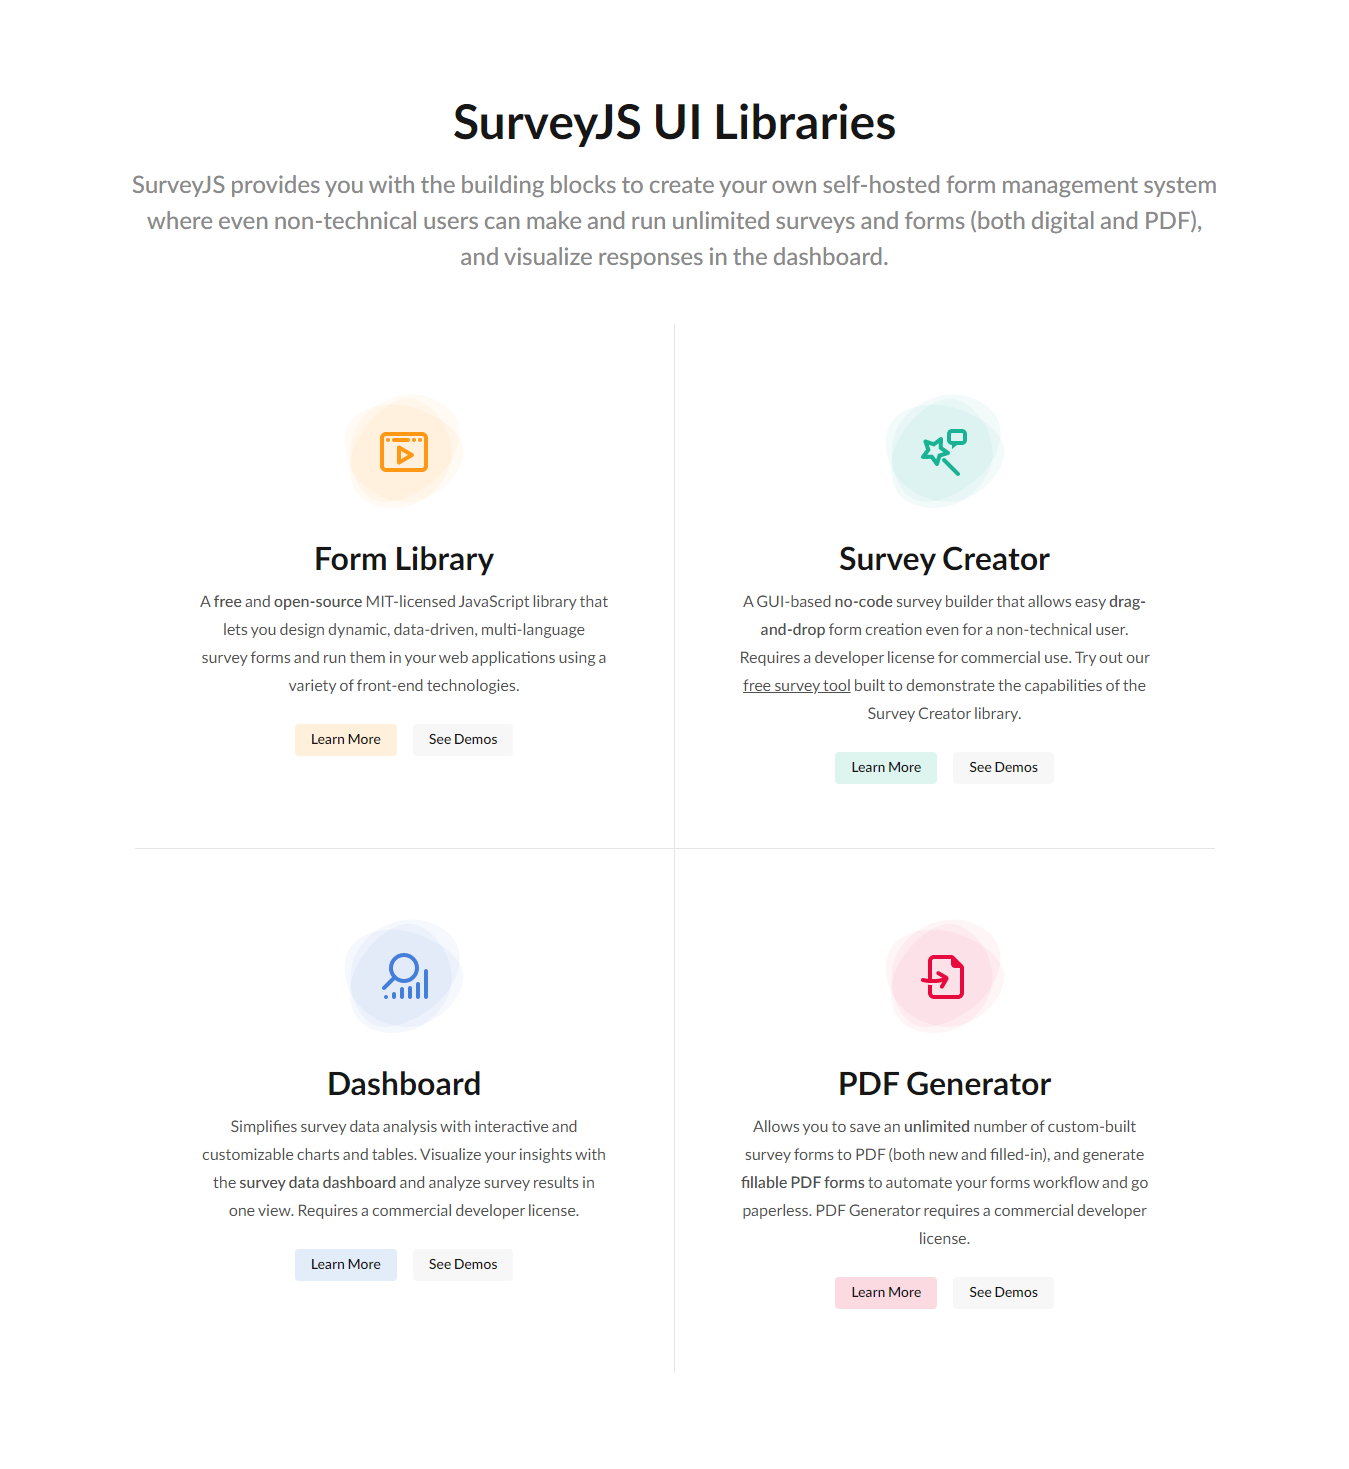 SurveyJS UI Libraries
SurveyJS provides you with the building blocks to create your own self-hosted form management system
where even non-technical users can make and run unlimited surveys and forms (both digital and PDF),
and visualize responses in the dashboard.
Form Library
A free and open-source MIT-licensed JavaScript library that
lets you design dynamic, data-driven, multi-language
survey forms and run them in your web applications using a
variety of front-end technologies.
Learn More
See Demos
Survey Creator
A GUI-based no-code survey builder that allows easy drag-
and-drop form creation even for a non-technical user.
Requires a developer license for commercial use. Try out our
free survey tool built to demonstrate the capabilities of the
Survey Creator library.
Learn More
See Demos
Dashboard
Simplifies survey data analysis with interactive and
customizable charts and tables. Visualize your insights with
the survey data dashboard and analyze survey results in
one view. Requires a commercial developer license.
Learn More
See Demos
PDF Generator
Allows you to save an unlimited number of custom-built
survey forms to PDF (both new and filled-in), and generate
fillable PDF forms to automate your forms workflow and go
paperless. PDF Generator requires a commercial developer
license.
Learn More
See Demos